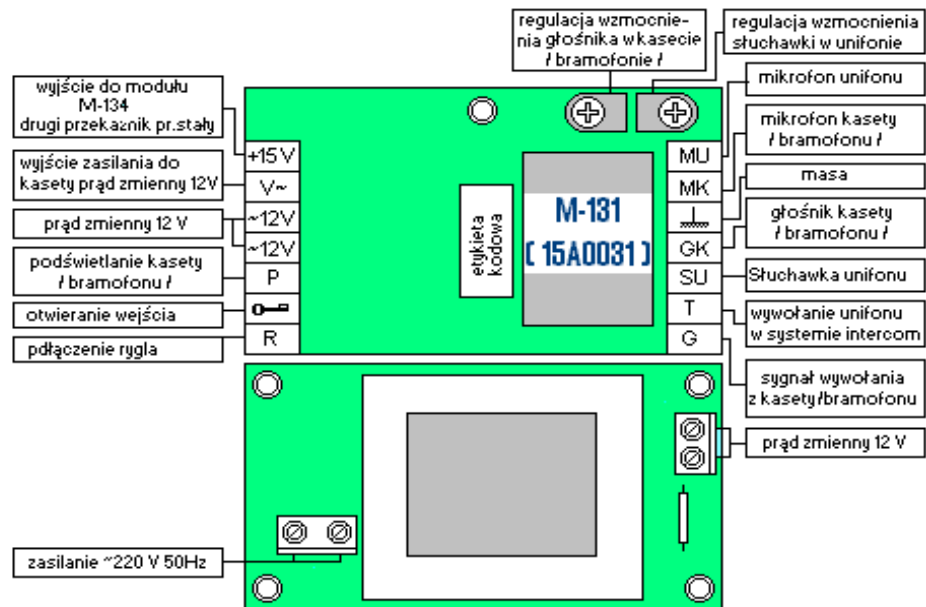 regulacja wzmocnie-
nia głośnika w kasecie
/ bramofonie /
regulacja wzmocnienia
słuchawki w unifonie
wyjście do modułu
M-134
drugi przekaźnik pr.stały
wyjście zasilania do
kasety prąd zmienny 12V
prąd zmienny 12 V
podświetlanie kasety
/ bramofonu /
otwieranie wejścia
pdłączenie rygla
+15 V
V~
~12V
~12V
P
R
etykieta
kodowa
M-131
( 15A0031 )
MU
MK
GK
SU
T
G
mikrofon unifonu
mikrofon kasety
/ bramofonu /
masa
głośnik kasety
/ bramofonu /
Słuchawka unifonu
wywołanie unifonu
w systemie intercom
sygnał wywołania
z kasety/bramofonu
prąd zmienny 12 V
zasilanie ~220 V 50Hz